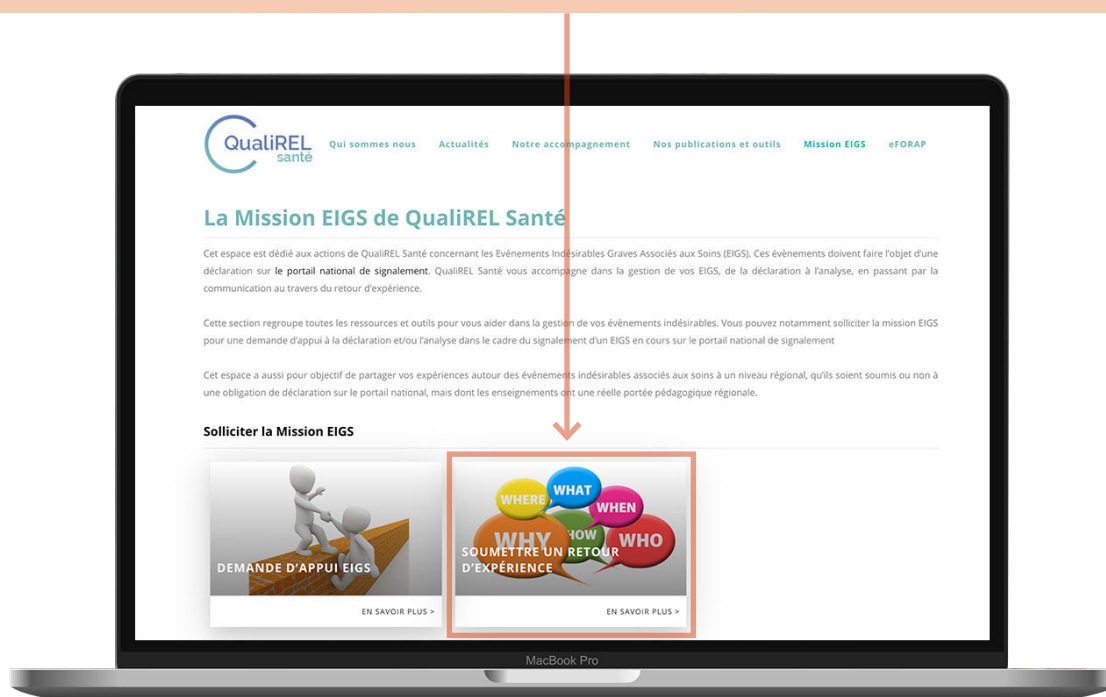 QualiREL
santé
Qui sommes nous Actualités Notre accompagnement Nos publications et outils Mission EIGS eFORAP
La Mission EIGS de QualiREL Santé
Cet espace est dédié aux actions de QualiREL Santé concernant les Evénements Indésirables Graves Associés aux Soins (EIGS). Ces évènements doivent faire l'objet d'une
déclaration sur le portail national de signalement. QualiREL Santé vous accompagne dans la gestion de vos EIGS, de la déclaration à l'analyse, en passant par la
communication au travers du retour d'expérience.
Cette section regroupe toutes les ressources et outils pour vous aider dans la gestion de vos évènements indésirables. Vous pouvez notamment solliciter la mission EIGS
pour une demande d'appui à la déclaration et/ou l'analyse dans le cadre du signalement d'un EIGS en cours sur le portail national de signalement
Cet espace a aussi pour objectif de partager vos expériences autour des événements indésirables associés aux soins à un niveau régional, qu'ils soient soumis ou non à
une obligation de déclaration sur le portail national, mais dont les enseignements ont une réelle portée pédagogique régionale.
Solliciter la Mission EIGS
DEMANDE D'APPUI EIGS
EN SAVOIR PLUS >
WHERE
WHAT
WHEN
WHY
HOW
WHO
SOUMETTRE UN RETOUR
D'EXPÉRIENCE
EN SAVOIR PLUS >
MacBook Pro